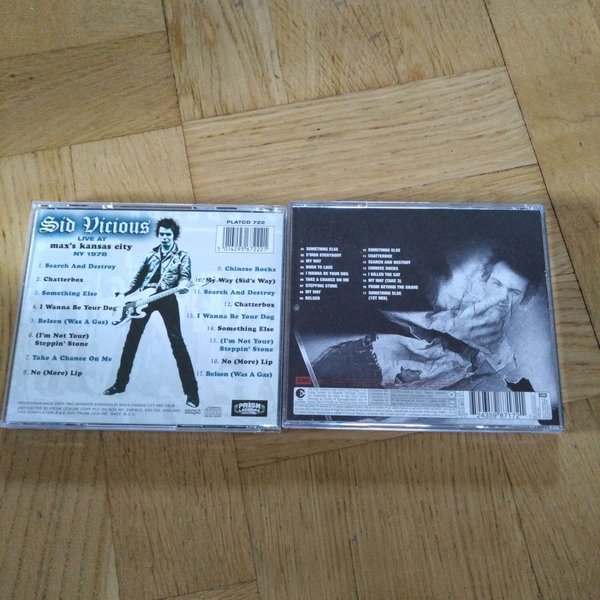 Sid Vicious
LIVE AT
max's kansas city
NY 1978
PLATCD 722
1. Search And Destroy
2. Chatterbox
3. Something Else
4. I Wanna Be Your Dog
5. Belsen (Was A Gas)
6. (I'm Not Your)
Steppin' Stone
7. Take A Chance On Me
8. No (More) Lip
9. Chinese Rocks
10. My Way (Sid's Way)
11. Search And Destroy
12. Chatterbox
13. I Wanna Be Your Dog
14. Something Else
15. (I'm Not Your)
Steppin' Stone
16. No (More) Lip
17. Belsen (Was A Gas)
PRISM
LEISURE
SOMETHING ELSE
C'MON EVERYBODY
MY WAY
BORN TO LOSE
I WANNA BE YOUR DOG
TAKE A CHANCE ON ME
STEPPING STONE
MY WAY
BELSEN
SOMETHING ELSE
CHATTERBOX
SEARCH AND DESTROY
CHINESE ROCKS
I KILLED THE CAT
MY WAY (TAKE 3)
FROM BEYOND THE GRAVE
SOMETHING ELSE
(1ST MIX)
EMI